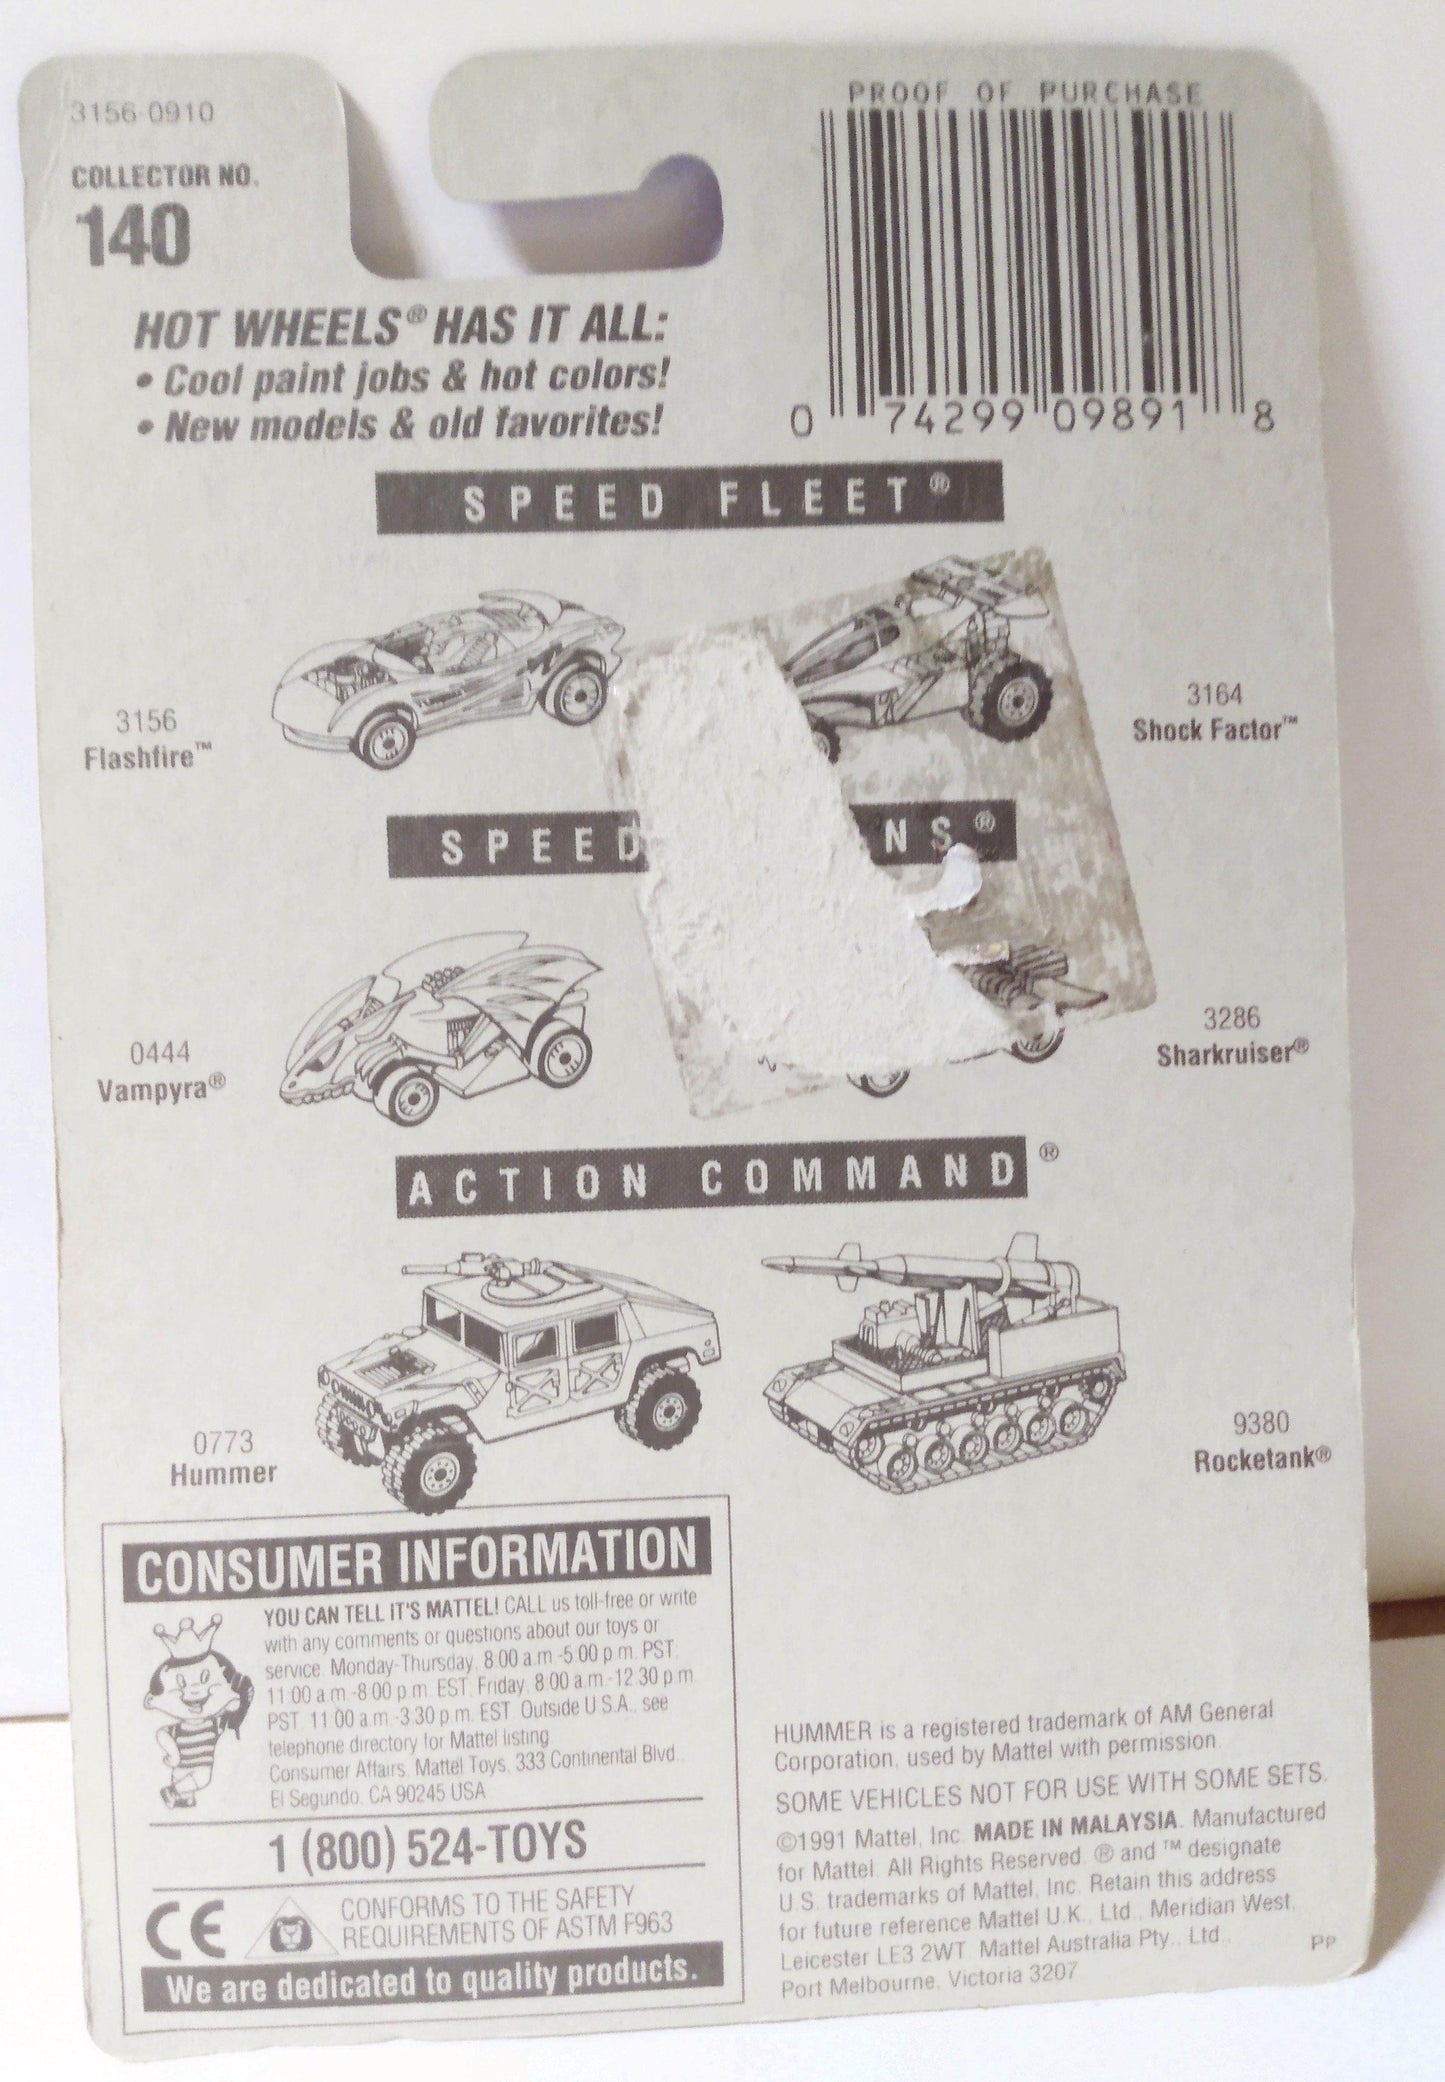 3156-0910
COLLECTOR NO.
140
PROOF OF PURCHASE
0 74299 09891 8
HOT WHEELS® HAS IT ALL:
• Cool paint jobs & hot colors!
• New models & old favorites!
SPEED FLEET®
3156
Flashfire™
3164
Shock Factor™
SPEED NS®
0444
Vampyra®
3286
Sharkruiser®
ACTION COMMAND®
0773
Hummer
9380
Rocketank®
CONSUMER INFORMATION
YOU CAN TELL IT'S MATTEL! CALL us toll-free or write
with any comments or questions about our toys or
service. Monday-Thursday, 8:00 a.m.-5:00 p.m. PST;
11:00 a.m.-8:00 p.m. EST. Friday, 8:00 a.m.-12:30 p.m.
PST; 11:00 a.m.-3:30 p.m. EST. Outside U.S.A., see
telephone directory for Mattel listing.
Consumer Affairs, Mattel Toys, 333 Continental Blvd.,
El Segundo, CA 90245 USA
1 (800) 524-TOYS
CE
CONFORMS TO THE SAFETY
REQUIREMENTS OF ASTM F963
We are dedicated to quality products.
HUMMER is a registered trademark of AM General
Corporation, used by Mattel with permission.
SOME VEHICLES NOT FOR USE WITH SOME SETS.
©1991 Mattel, Inc. MADE IN MALAYSIA. Manufactured
for Mattel. All Rights Reserved. ® and ™ designate
U.S. trademarks of Mattel, Inc. Retain this address
for future reference: Mattel U.K., Ltd., Meridian West,
Leicester LE3 2WT. Mattel Australia Pty., Ltd.,
Port Melbourne, Victoria 3207
PP